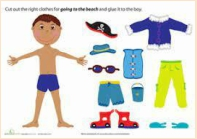 Cut out the right clothes for going to the beach and glue it to the boy.